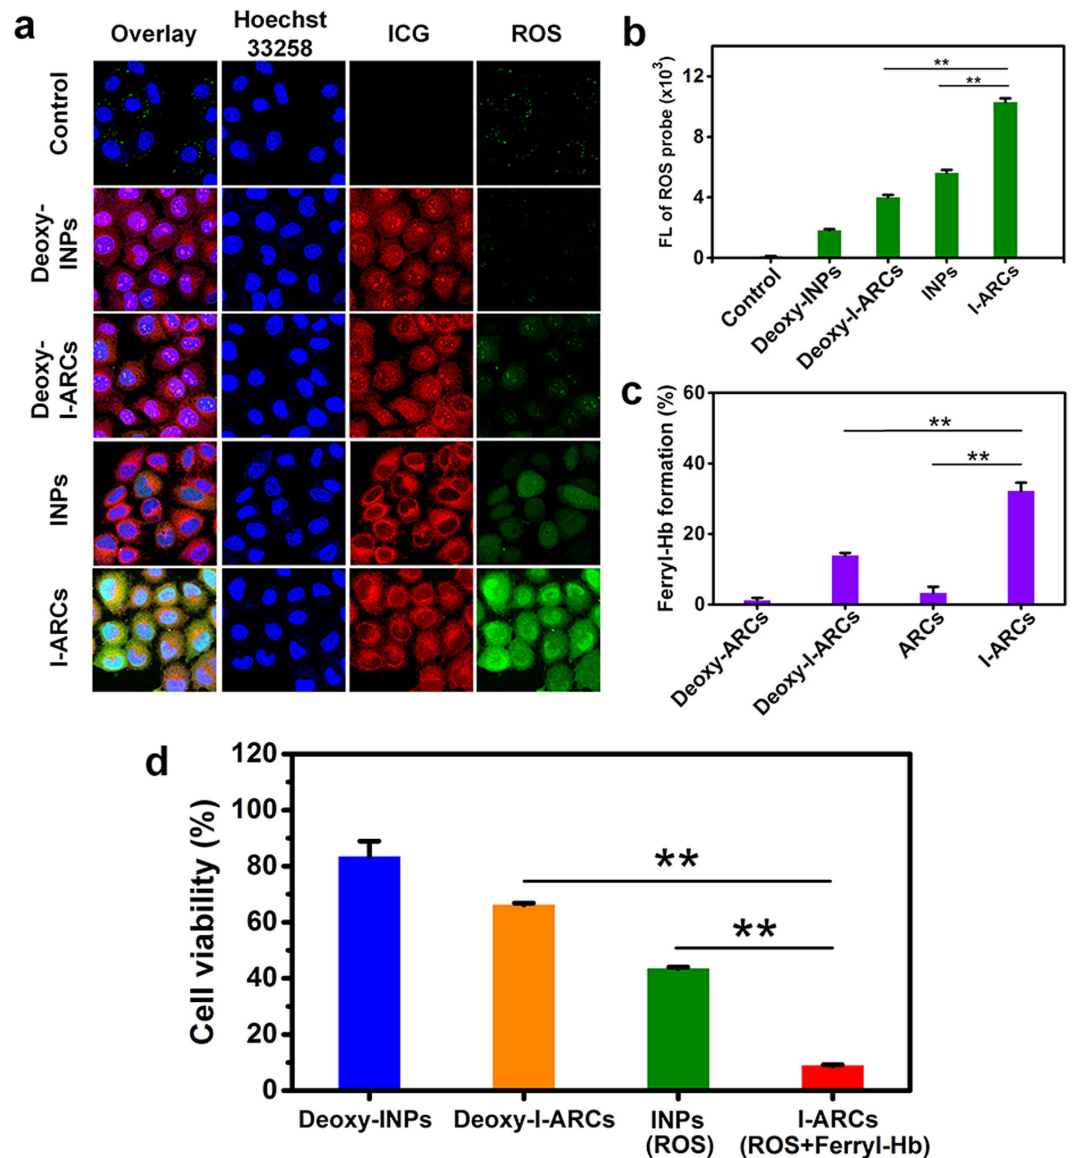 a
Overlay
Hoechst
33258
ICG
ROS
Control
Deoxy-
INPs
Deoxy-
I-ARCs
INPs
I-ARCs
b
FL of ROS probe (x10³)
12
8
4
0
**
**
Control
Deoxy-INPs
Deoxy-I-ARCs
INPs
I-ARCs
c
Ferryl-Hb formation (%)
60
40
20
0
**
**
Deoxy-ARCs
Deoxy-I-ARCs
ARCs
I-ARCs
d
Cell viability (%)
120
100
80
60
40
20
0
**
**
Deoxy-INPs
Deoxy-I-ARCs
INPs
(ROS)
I-ARCs
(ROS+Ferryl-Hb)